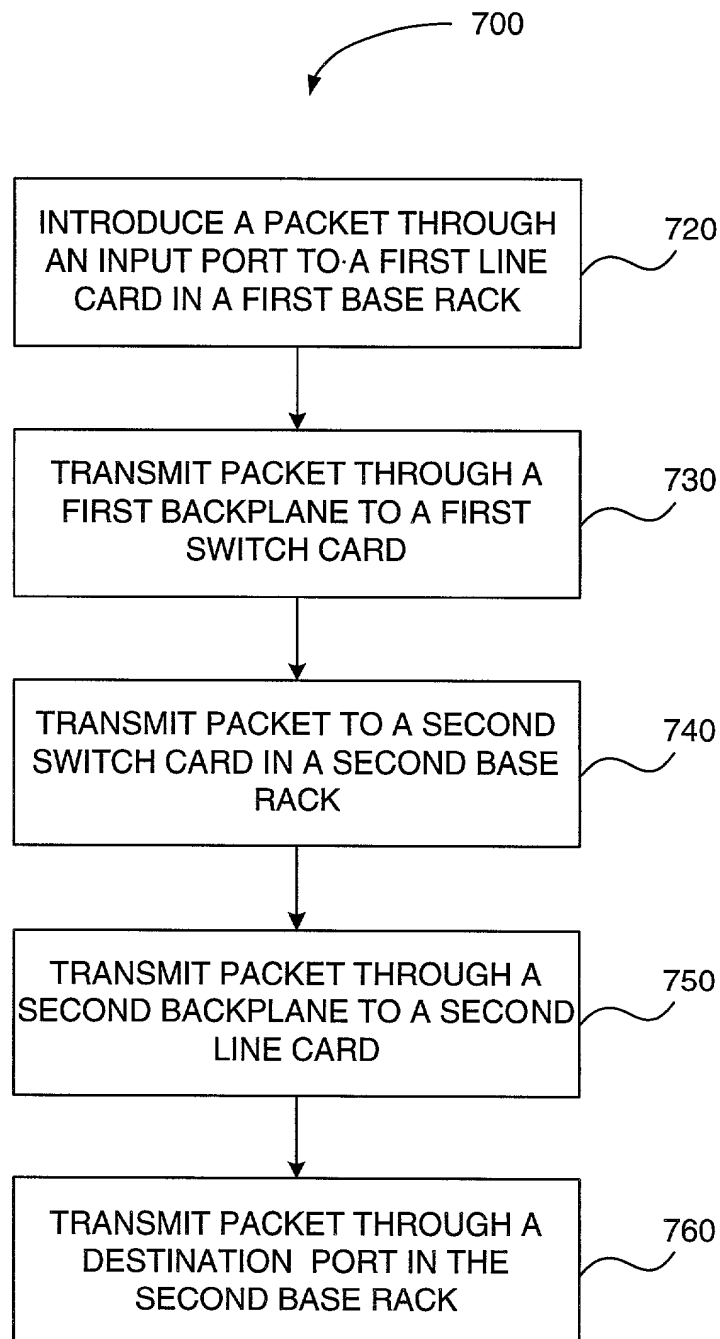 700
INTRODUCE A PACKET THROUGH
AN INPUT PORT TO A FIRST LINE
CARD IN A FIRST BASE RACK
720
TRANSMIT PACKET THROUGH A
FIRST BACKPLANE TO A FIRST
SWITCH CARD
730
TRANSMIT PACKET TO A SECOND
SWITCH CARD IN A SECOND BASE
RACK
740
TRANSMIT PACKET THROUGH A
SECOND BACKPLANE TO A SECOND
LINE CARD
750
TRANSMIT PACKET THROUGH A
DESTINATION PORT IN THE
SECOND BASE RACK
760